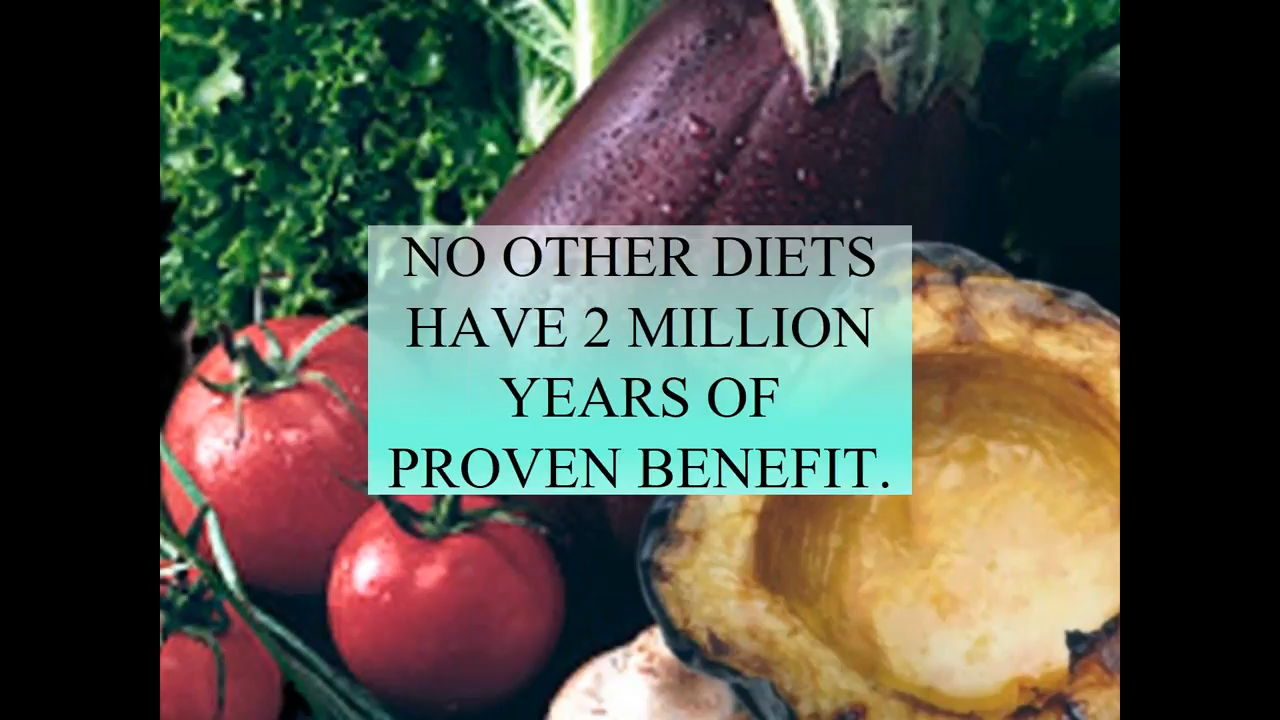 NO OTHER DIETS
HAVE 2 MILLION
YEARS OF
PROVEN BENEFIT.